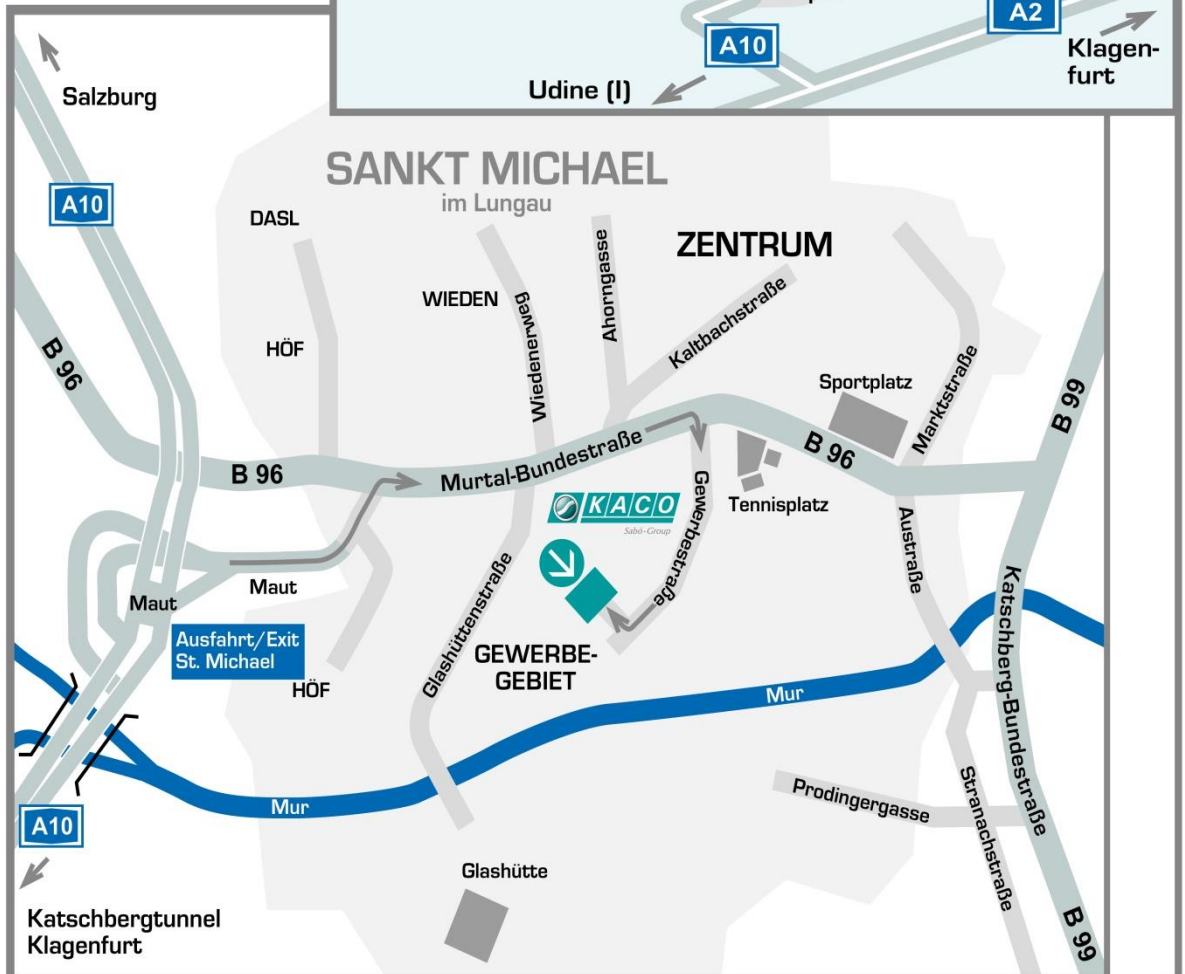 A2
A10
Klagen-
furt
Udine (I)
Salzburg
SANKT MICHAEL
im Lungau
A10
DASL
ZENTRUM
Ahorngasse
WIEDEN
Wiedenerweg
Kaltbachstraße
HÖF
B 96
Sportplatz
Marktstraße
B 99
Murtal-Bundestraße
B 96
B 96
KACO
Sabó-Group
Gewerbestraße
Tennisplatz
Austraße
Glashüttenstraße
Maut
Maut
Katschberg-Bundestraße
Ausfahrt/Exit
St. Michael
HÖF
GEWERBE-
GEBIET
Mur
Mur
Prodingergasse
Stranachstraße
A10
Glashütte
Katschbergtunnel
Klagenfurt
B 99